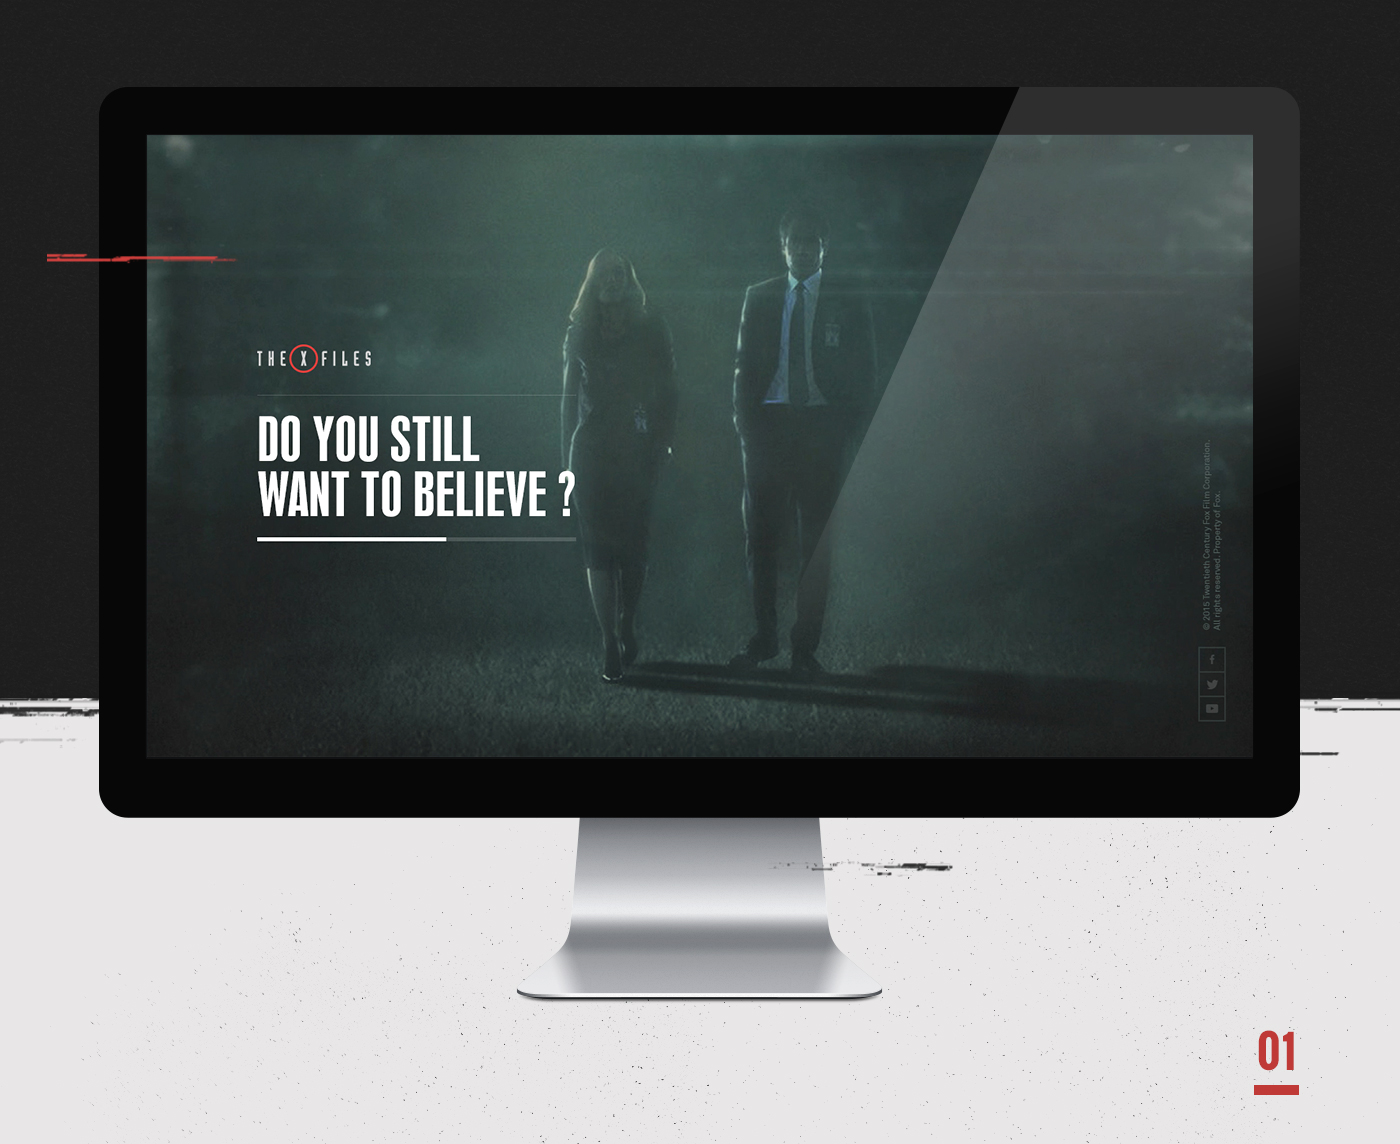 THE X FILES
DO YOU STILL
WANT TO BELIEVE ?
© 2015 Twentieth Century Fox Film Corporation.
All rights reserved. Property of Fox.
01